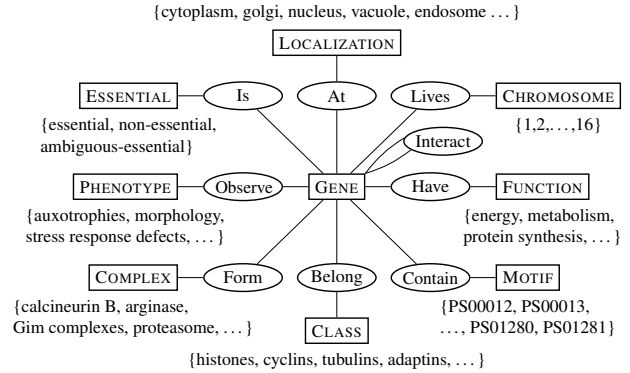 {cytoplasm, golgi, nucleus, vacuole, endosome ...}
LOCALIZATION
ESSENTIAL Is At Lives CHROMOSOME
{essential, non-essential,
ambiguous-essential}
{1,2,...,16}
Interact
PHENOTYPE Observe GENE Have FUNCTION
{auxotrophies, morphology,
stress response defects, ...}
{energy, metabolism,
protein synthesis, ...}
COMPLEX Form Belong Contain MOTIF
{calcineurin B, arginase,
Gim complexes, proteasome, ...}
{PS00012, PS00013,
..., PS01280, PS01281}
CLASS
{histones, cyclins, tubulins, adaptins, ...}